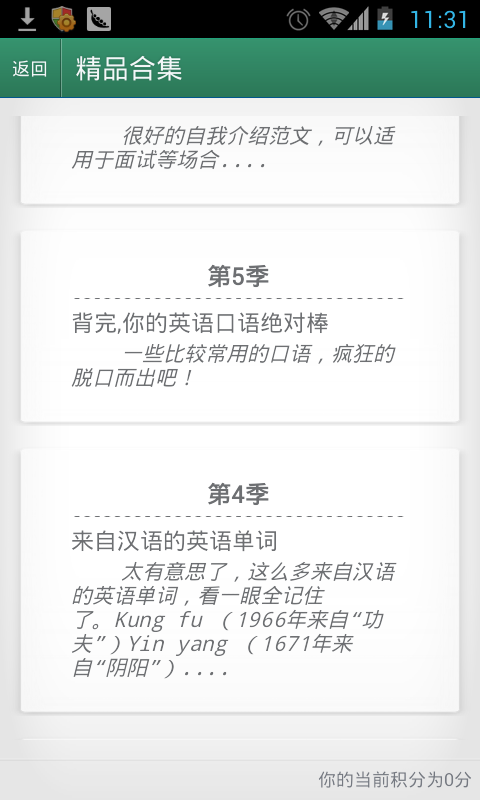 11:31
返回
精品合集
很好的自我介绍范文，可以适
用于面试等场合....
第5季
背完,你的英语口语绝对棒
一些比较常用的口语，疯狂的
脱口而出吧！
第4季
来自汉语的英语单词
太有意思了，这么多来自汉语
的英语单词，看一眼全记住
了。Kung fu （1966年来自“功
夫”）Yin yang （1671年来
自“阴阳”）....
你的当前积分为0分